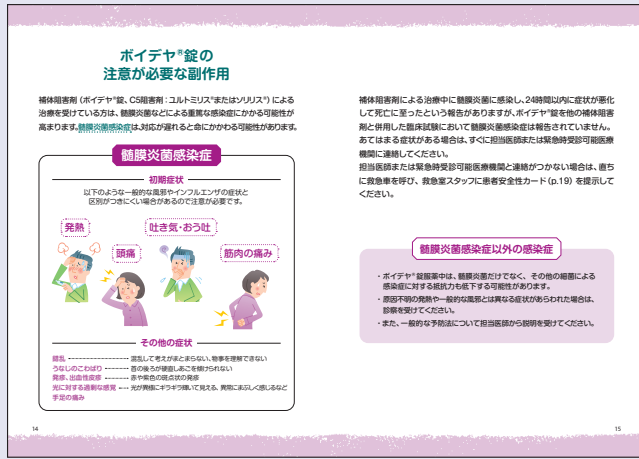 ボイデヤ®錠の
注意が必要な副作用
補体阻害剤（ボイデヤ®錠、C5阻害剤：ユルトミリス®またはソリリス®）による
治療を受けている方は、髄膜炎菌などによる重篤な感染症にかかる可能性が
高まります。髄膜炎菌感染症は、対応が遅れると命にかかわる可能性があります。
髄膜炎菌感染症
初期症状
以下のような一般的な風邪やインフルエンザの症状と
区別がつきにくい場合があるので注意が必要です。
発熱
頭痛
吐き気・おう吐
筋肉の痛み
その他の症状
錯乱 混乱して考えがまとまらない、物事を理解できない
うなじのこわばり 首の後ろが硬直しあごを傾けられない
発疹、出血性皮疹 赤や紫色の斑点状の発疹
光に対する過剰な感覚 光が異様にギラギラ輝いて見える、異常にまぶしく感じるなど
手足の痛み
14
補体阻害剤による治療中に髄膜炎菌に感染し、24時間以内に症状が悪化
して死亡に至ったという報告がありますが、ボイデヤ®錠を他の補体阻害
剤と併用した臨床試験において髄膜炎菌感染症は報告されていません。
あてはまる症状がある場合は、すぐに担当医師または緊急時受診可能医療
機関に連絡してください。
担当医師または緊急時受診可能医療機関と連絡がつかない場合は、直ち
に救急車を呼び、救急室スタッフに患者安全性カード（p.19）を提示して
ください。
髄膜炎菌感染症以外の感染症
・ボイデヤ®錠服薬中は、髄膜炎菌だけでなく、その他の細菌による
感染症に対する抵抗力も低下する可能性があります。
・原因不明の発熱や一般的な風邪とは異なる症状があらわれた場合は、
診察を受けてください。
・また、一般的な予防法について担当医師から説明を受けてください。
15